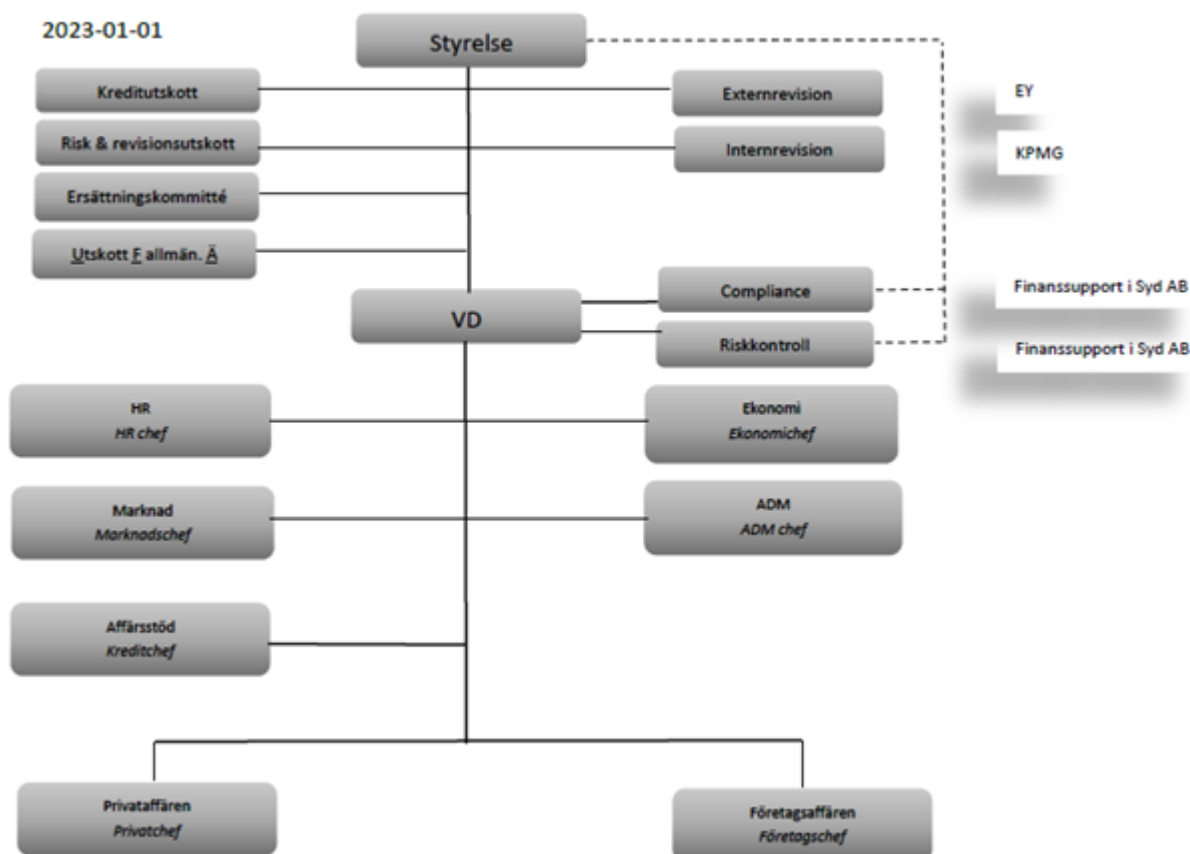 2023-01-01
Styrelse
Kreditutskott
Externrevision
EY
Risk & revisionsutskott
Internrevision
KPMG
Ersättningskommitté
Utskott F allmän. Ä
Compliance
Finanssupport i Syd AB
VD
Riskkontroll
Finanssupport i Syd AB
HR
HR chef
Ekonomi
Ekonomichef
Marknad
Marknadschef
ADM
ADM chef
Affärsstöd
Kreditchef
Privataffären
Privatchef
Företagsaffären
Företagschef